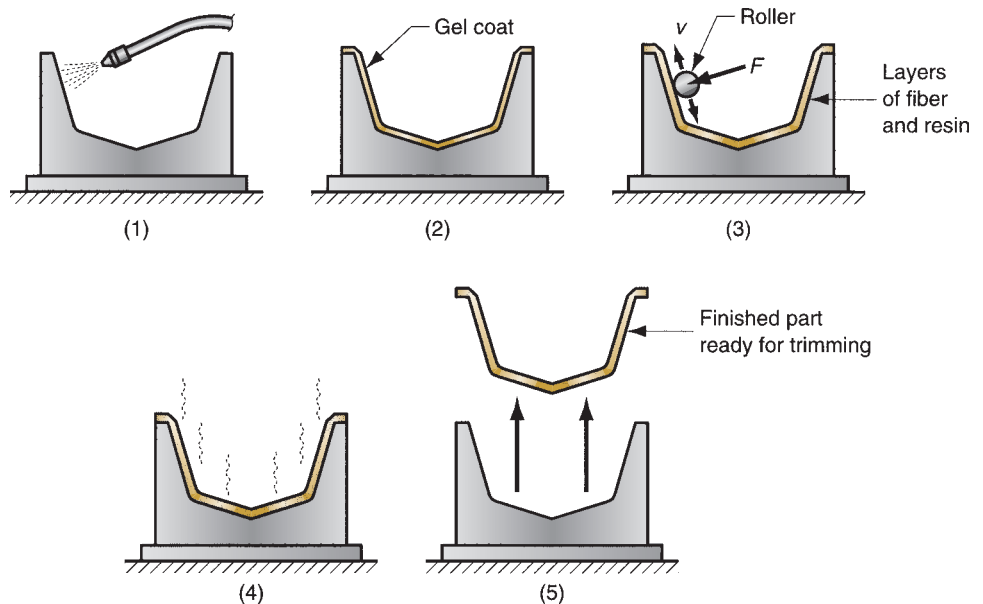 (1)
Gel coat
(2)
v
Roller
F
Layers
of fiber
and resin
(3)
(4)
Finished part
ready for trimming
(5)